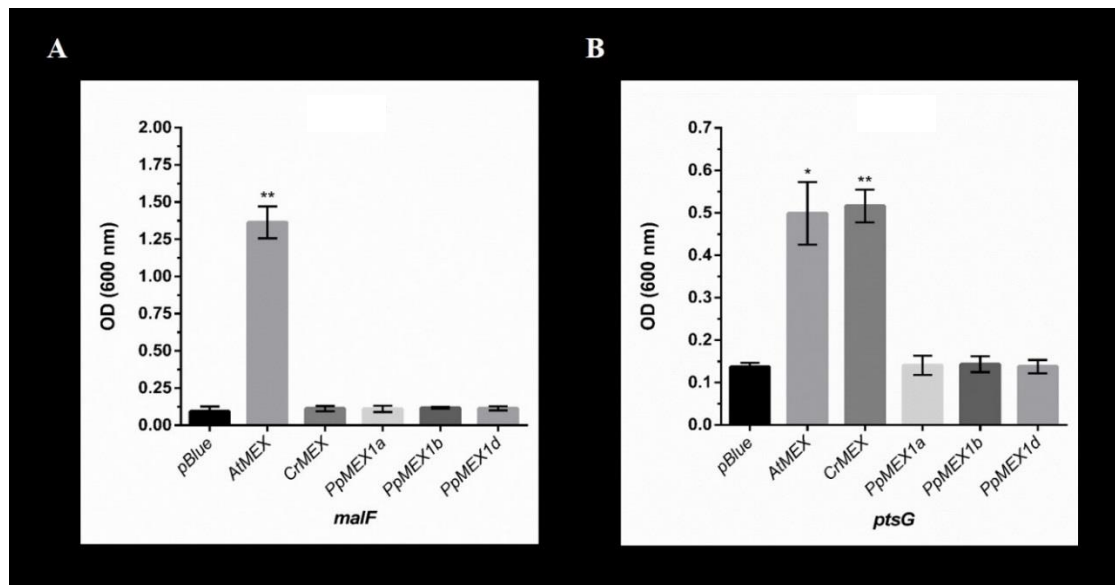 A
B
2.00
1.75
1.50
1.25
1.00
0.75
0.50
0.25
0.00
OD (600 nm)
**
pBlue
AtMEX
CrMEX
PpMEX1a
PpMEX1b
PpMEX1d
malF
0.7
0.6
0.5
0.4
0.3
0.2
0.1
0.0
OD (600 nm)
*
**
pBlue
AtMEX
CrMEX
PpMEX1a
PpMEX1b
PpMEX1d
ptsG